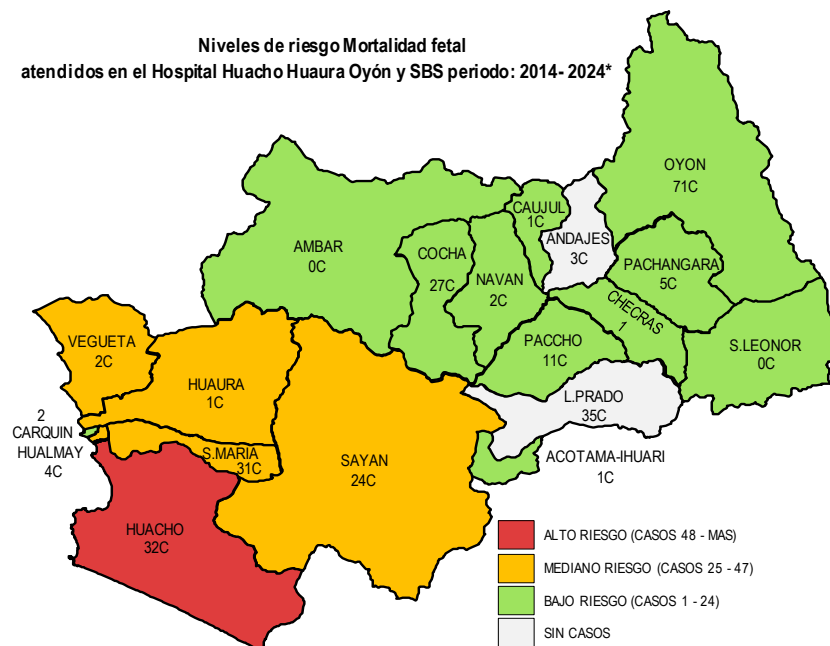 Niveles de riesgo Mortalidad fetal
atendidos en el Hospital Huacho Huaura Oyón y SBS periodo: 2014- 2024*
OYON
71C
CAUJUL
1C
ANDAJES
3C
AMBAR
0C
COCHA
27C
NAVAN
2C
PACHANGARA
5C
CHECRAS
1
VEGUETA
2C
PACCHO
11C
S.LEONOR
0C
HUAURA
1C
L.PRADO
35C
2
CARQUIN
HUALMAY
4C
S.MARIA
31C
SAYAN
24C
ACOTAMA-IHUARI
1C
HUACHO
32C
ALTO RIESGO (CASOS 48 - MAS)
MEDIANO RIESGO (CASOS 25 - 47)
BAJO RIESGO (CASOS 1 - 24)
SIN CASOS